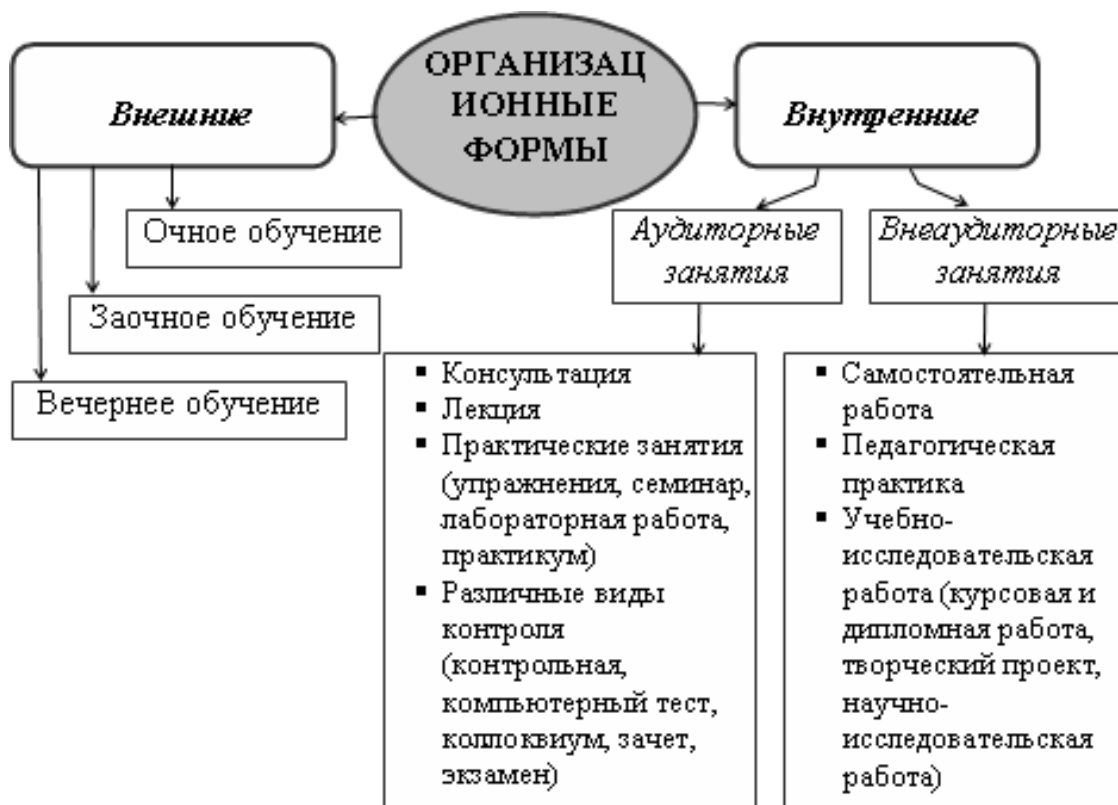 ОРГАНИЗАЦ
ИОННЫЕ
ФОРМЫ
Внешние
Внутренние
Очное обучение
Заочное обучение
Вечернее обучение
Аудиторные
занятия
Внеаудиторные
занятия
▪ Консультация
▪ Лекция
▪ Практические занятия
(упражнения, семинар,
лабораторная работа,
практикум)
▪ Различные виды
контроля
(контрольная,
компьютерный тест,
коллоквиум, зачет,
экзамен)
▪ Самостоятельная
работа
▪ Педагогическая
практика
▪ Учебно-
исследовательская
работа (курсовая и
дипломная работа,
творческий проект,
научно-
исследовательская
работа)